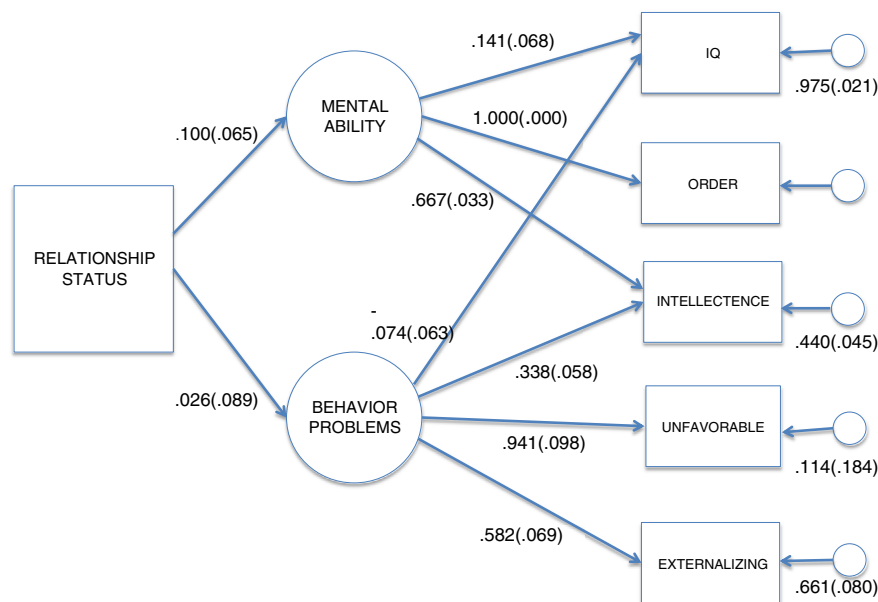 .141(.068)
IQ
.975(.021)
MENTAL
ABILITY
1.000(.000)
.100(.065)
ORDER
.667(.033)
RELATIONSHIP
STATUS
INTELLECTENCE
-
.074(.063)
.440(.045)
.338(.058)
.026(.089)
BEHAVIOR
PROBLEMS
UNFAVORABLE
.941(.098)
.114(.184)
.582(.069)
EXTERNALIZING
.661(.080)